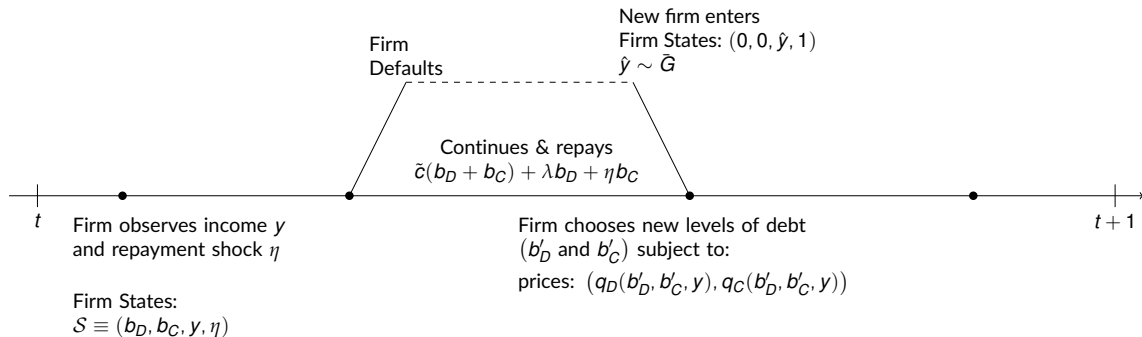 New firm enters
Firm States: (0, 0, ŷ, 1)
ŷ ∼ Ḡ
Firm
Defaults
Continues & repays
c̃(b_D + b_C) + λb_D + ηb_C
t
t + 1
Firm observes income y
and repayment shock η
Firm States:
𝒮 ≡ (b_D, b_C, y, η)
Firm chooses new levels of debt
(b′_D and b′_C) subject to:
prices: (q_D(b′_D, b′_C, y), q_C(b′_D, b′_C, y))